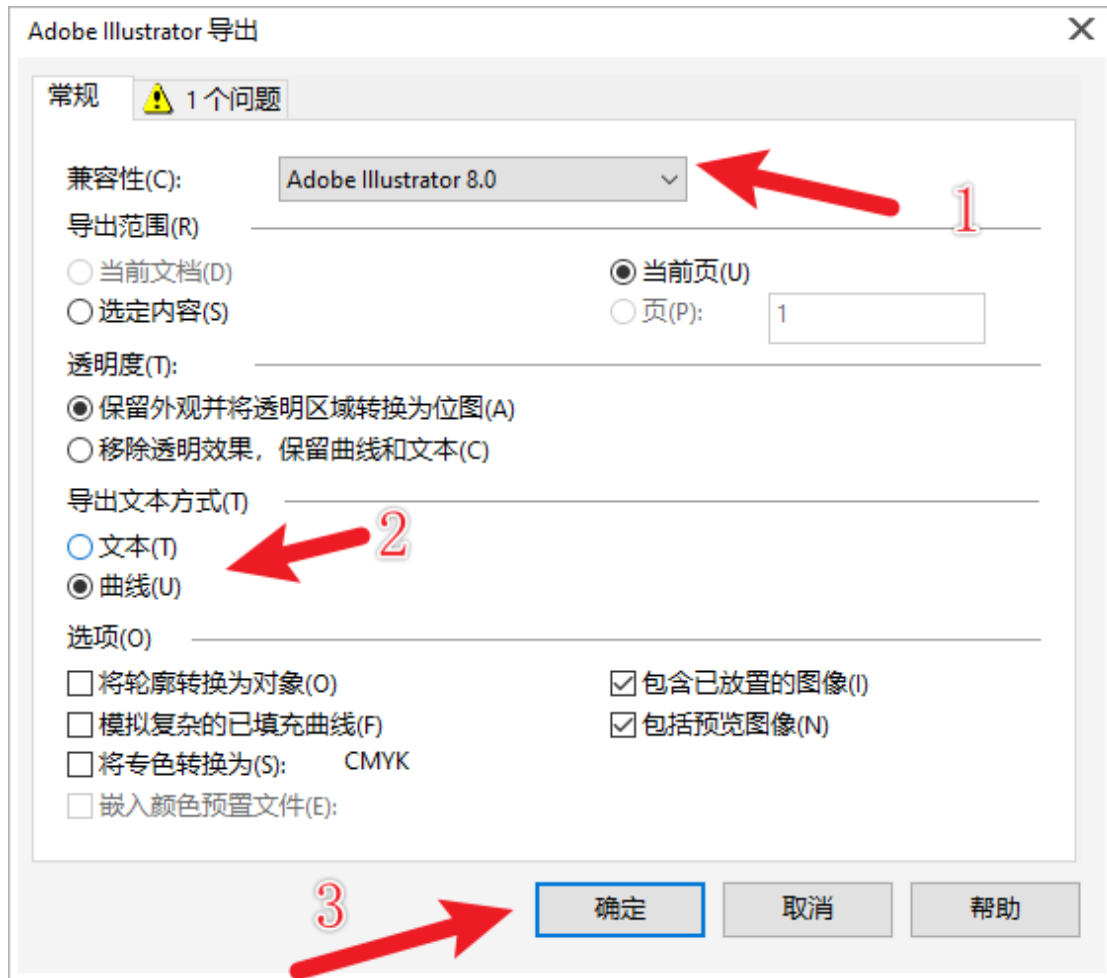 Adobe Illustrator 导出
常规
1 个问题
兼容性(C):
Adobe Illustrator 8.0
1
导出范围(R)
当前文档(D)
当前页(U)
选定内容(S)
页(P):
1
透明度(T):
保留外观并将透明区域转换为位图(A)
移除透明效果，保留曲线和文本(C)
导出文本方式(T)
2
文本(T)
曲线(U)
选项(O)
将轮廓转换为对象(O)
包含已放置的图像(I)
模拟复杂的已填充曲线(F)
包括预览图像(N)
将专色转换为(S):
CMYK
嵌入颜色预置文件(E):
3
确定
取消
帮助